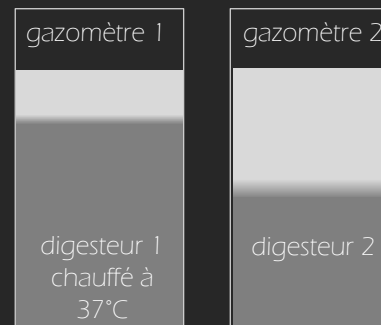 gazomètre 1
gazomètre 2
digesteur 1
chauffé à
37°C
digesteur 2